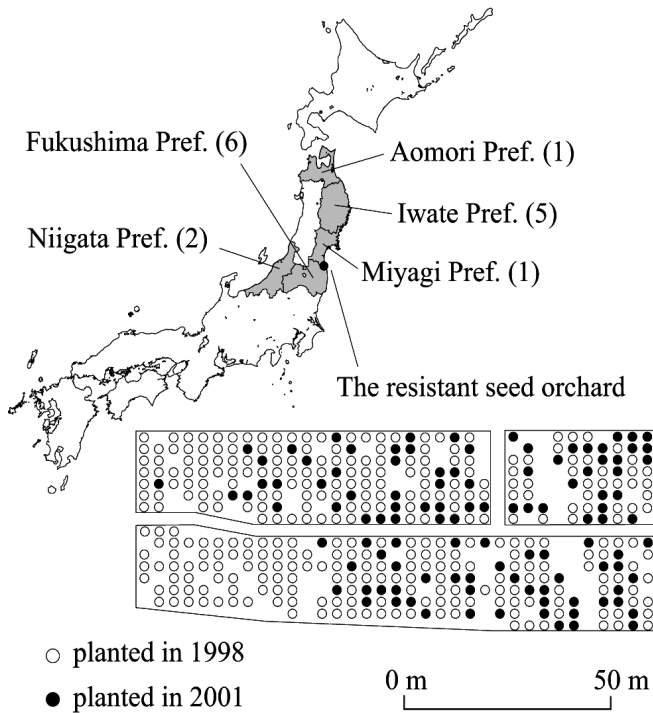 Fukushima Pref. (6)
Aomori Pref. (1)
Iwate Pref. (5)
Niigata Pref. (2)
Miyagi Pref. (1)
The resistant seed orchard
planted in 1998
planted in 2001
0 m
50 m